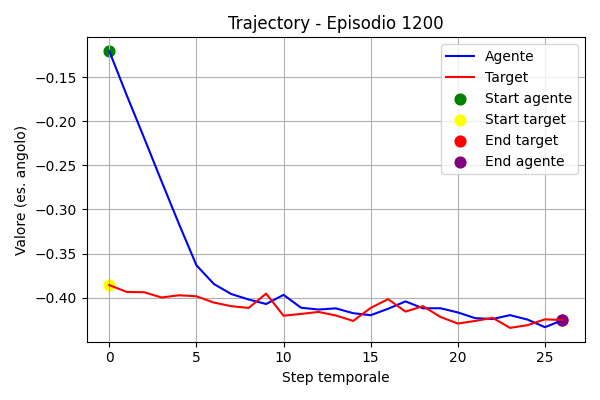 Trajectory - Episodio 1200
Agente
Target
Start agente
Start target
End target
End agente
Valore (es. angolo)
−0.15
−0.20
−0.25
−0.30
−0.35
−0.40
0 5 10 15 20 25
Step temporale